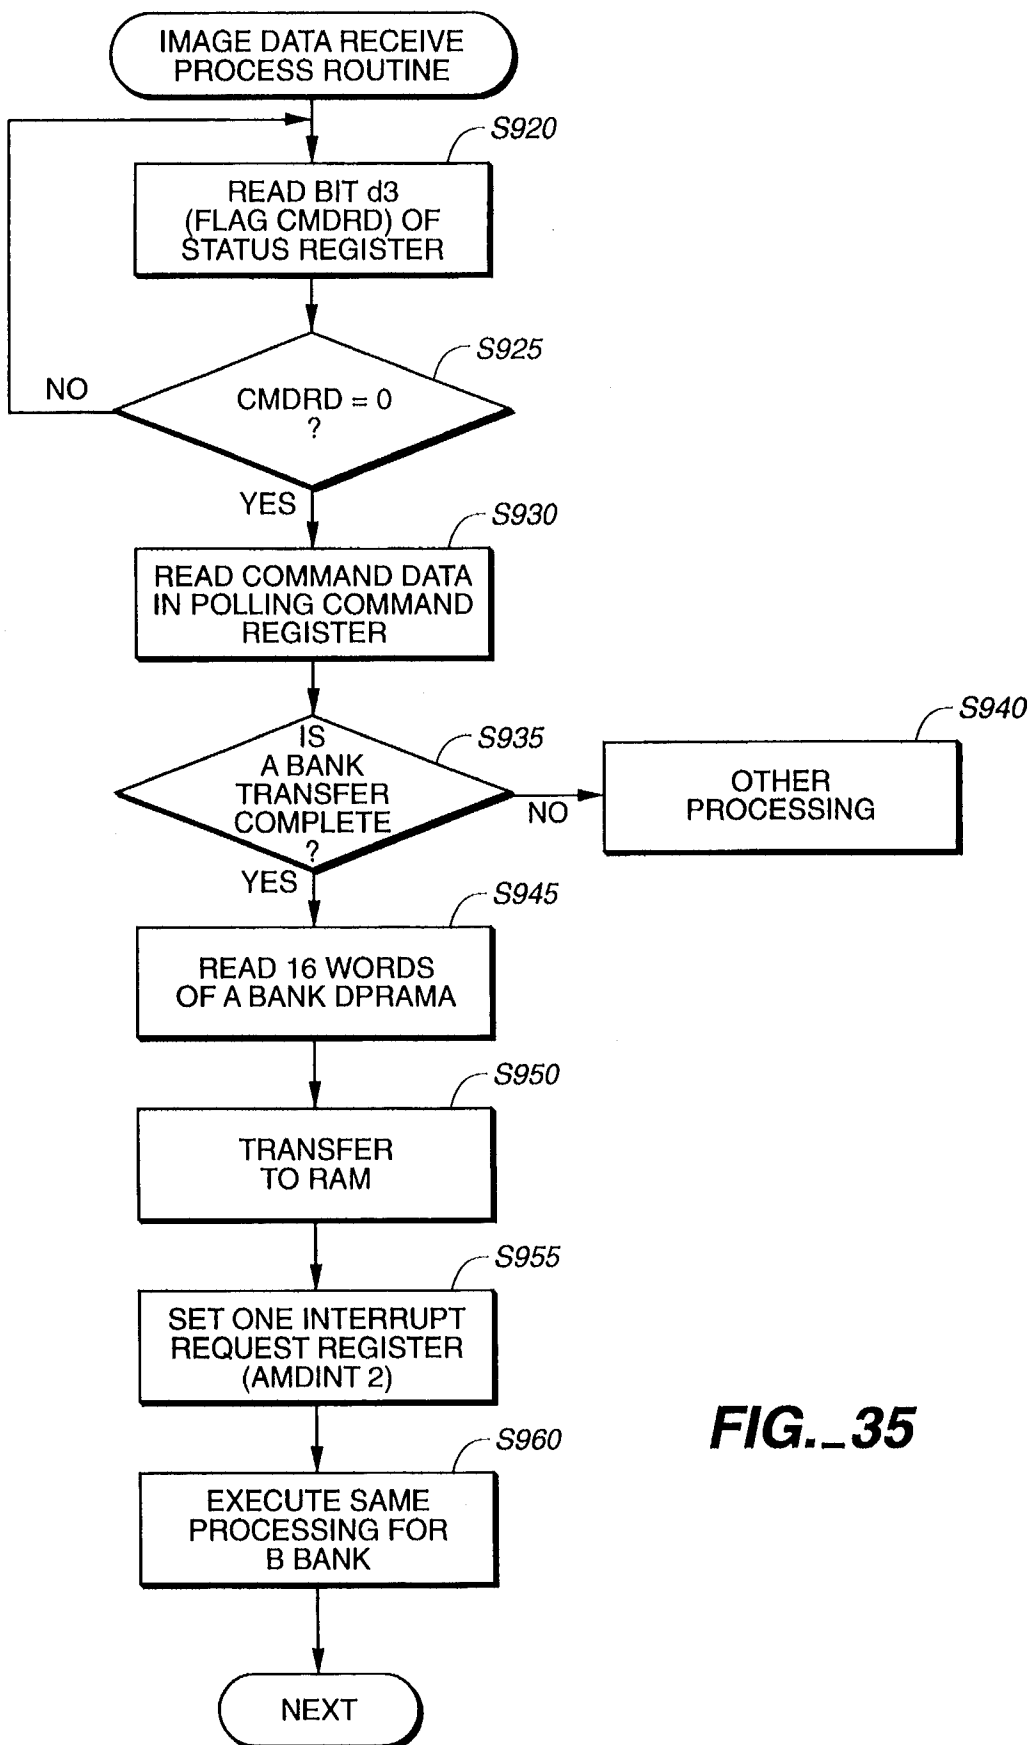 IMAGE DATA RECEIVE
PROCESS ROUTINE
S920
READ BIT d3
(FLAG CMDRD) OF
STATUS REGISTER
S925
NO
CMDRD = 0
?
YES
S930
READ COMMAND DATA
IN POLLING COMMAND
REGISTER
S935
IS
A BANK
TRANSFER
COMPLETE
?
NO
S940
OTHER
PROCESSING
YES
S945
READ 16 WORDS
OF A BANK DPRAMA
S950
TRANSFER
TO RAM
S955
SET ONE INTERRUPT
REQUEST REGISTER
(AMDINT 2)
FIG._35
S960
EXECUTE SAME
PROCESSING FOR
B BANK
NEXT